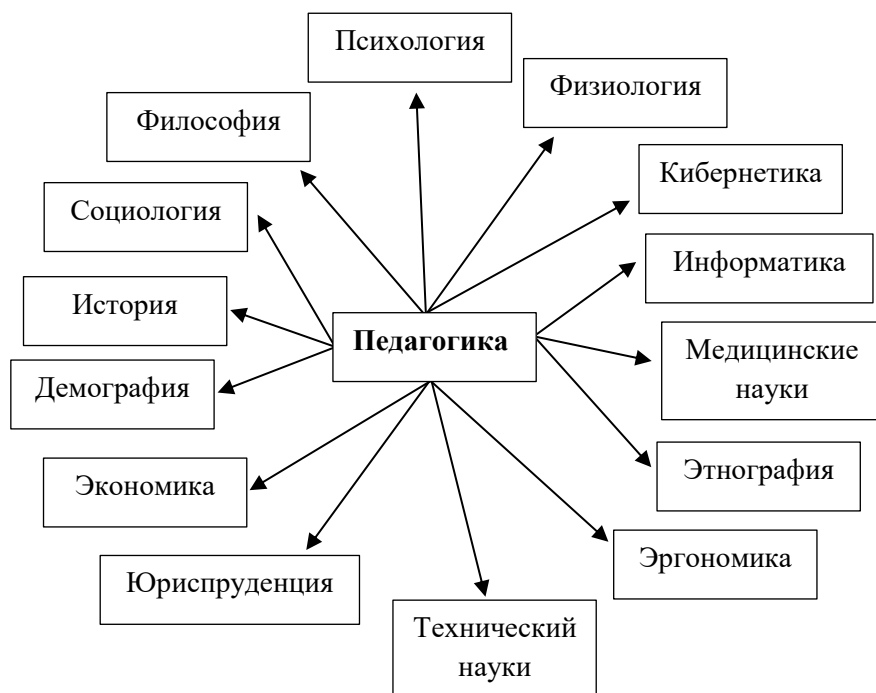 Психология
Физиология
Философия
Кибернетика
Социология
Информатика
История
Педагогика
Медицинские
науки
Демография
Экономика
Этнография
Эргономика
Юриспруденция
Технический
науки